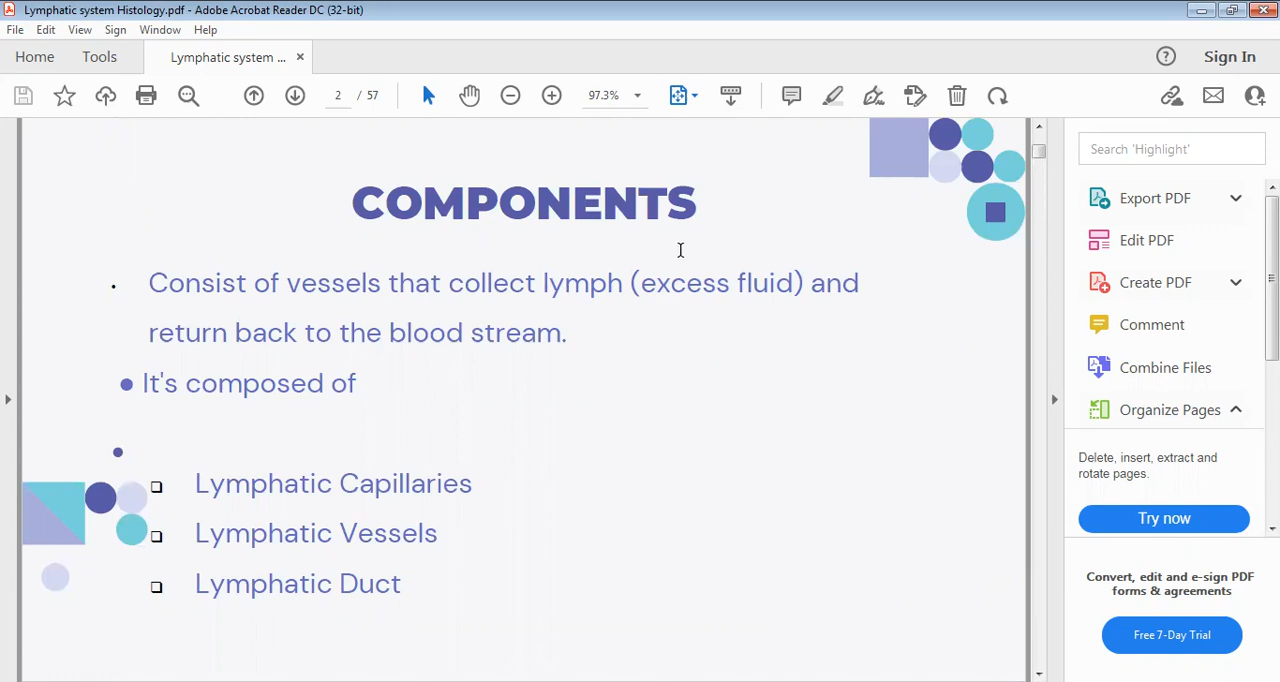 Lymphatic system Histology.pdf - Adobe Acrobat Reader DC (32-bit)
File Edit View Sign Window Help
Home Tools Lymphatic system ... × Sign In
2 / 57 97.3%
COMPONENTS
Search 'Highlight'
Export PDF
Edit PDF
Create PDF
Comment
Combine Files
Organize Pages
Delete, insert, extract and
rotate pages.
Try now
Convert, edit and e-sign PDF
forms & agreements
Free 7-Day Trial
• Consist of vessels that collect lymph (excess fluid) and
return back to the blood stream.
• It's composed of
•
❑ Lymphatic Capillaries
❑ Lymphatic Vessels
❑ Lymphatic Duct